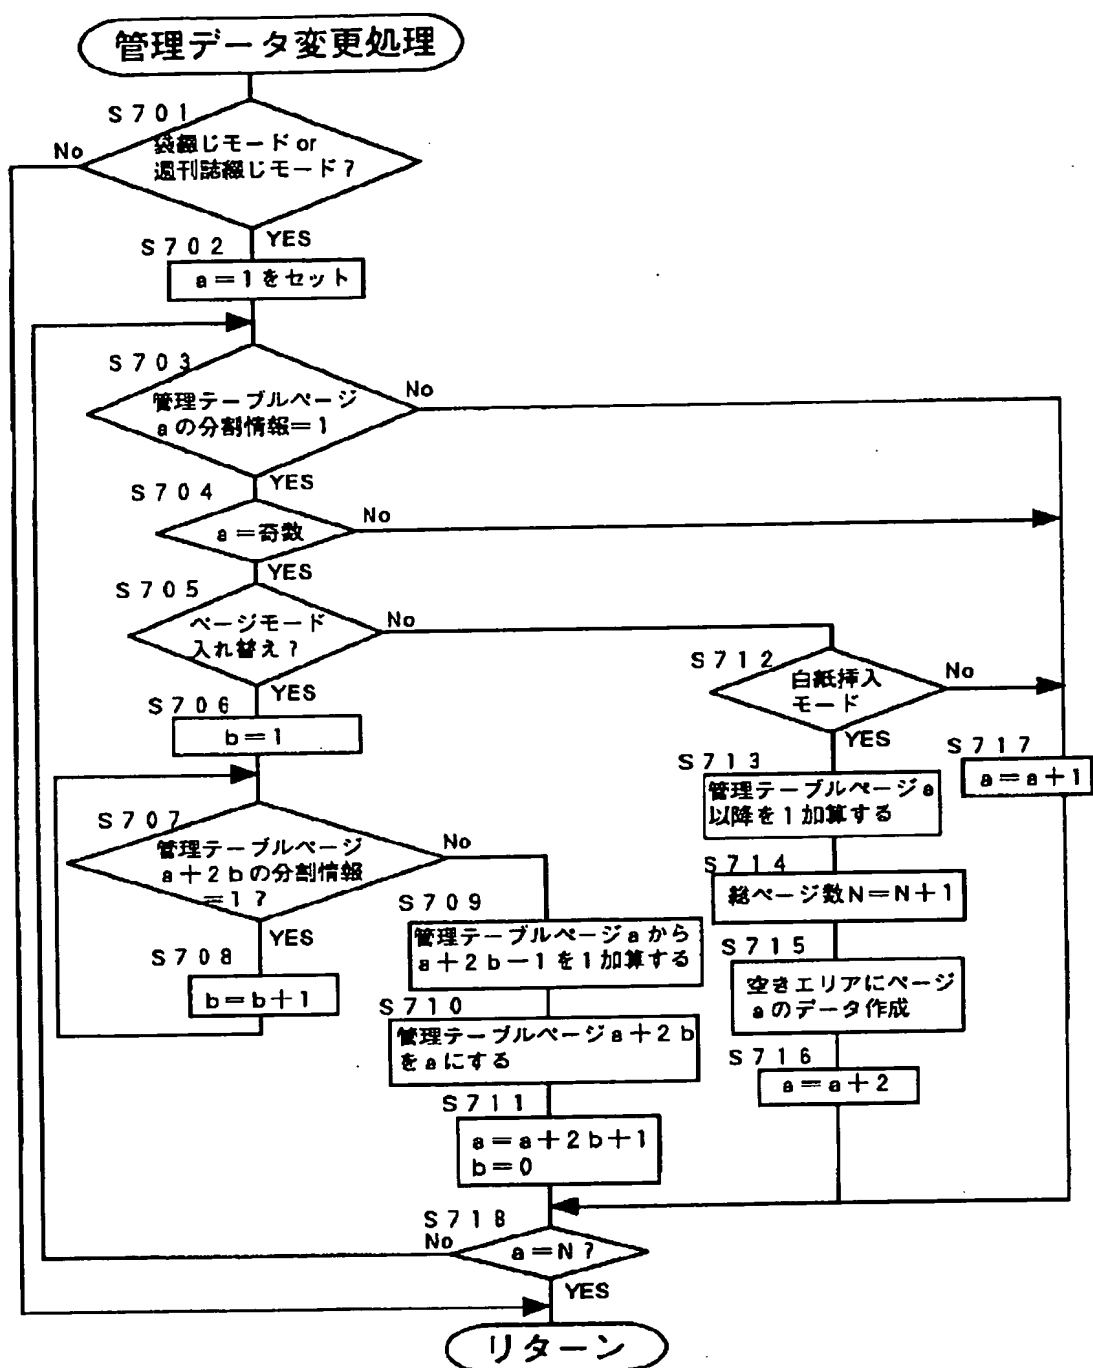 管理データ変更処理
S701
袋綴じモード or
週刊誌綴じモード?
No
YES
S702
a=1をセット
S703
管理テーブルページ
aの分割情報=1
No
YES
S704
a=奇数
No
YES
S705
ページモード
入れ替え?
No
YES
S706
b=1
S707
管理テーブルページ
a+2bの分割情報
=1?
No
YES
S708
b=b+1
S709
管理テーブルページaから
a+2b-1を1加算する
S710
管理テーブルページa+2b
をaにする
S711
a=a+2b+1
b=0
S712
白紙挿入
モード
No
YES
S713
管理テーブルページa
以降を1加算する
S714
総ページ数N=N+1
S715
空きエリアにページ
aのデータ作成
S716
a=a+2
S717
a=a+1
S718
a=N?
No
YES
リターン